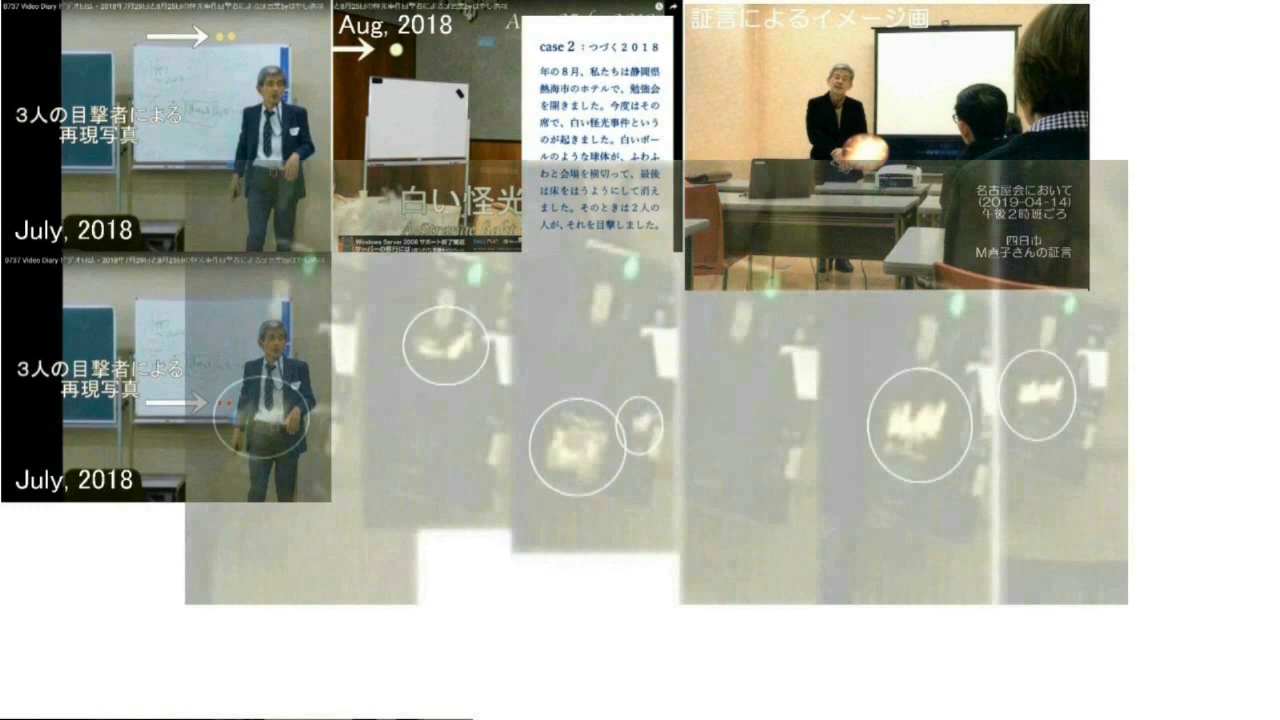 3人の目撃者による
再現写真
July, 2018
Aug, 2018
case 2 : つづく2018
年の8月、私たちは静岡県
熱海市のホテルで、勉強会
を開きました。今度はその
席で、白い怪光事件という
のが起きました。白いボー
ルのような球体が、ふわふ
わと会場を横切って、最後
は床をはうようにして消え
ました。そのときは2人の
人が、それを目撃しました。
白い怪光
証言によるイメージ画
名古屋会において
(2019-04-14)
午後2時班ごろ
四日市
M貞子さんの証言
3人の目撃者による
再現写真
July, 2018